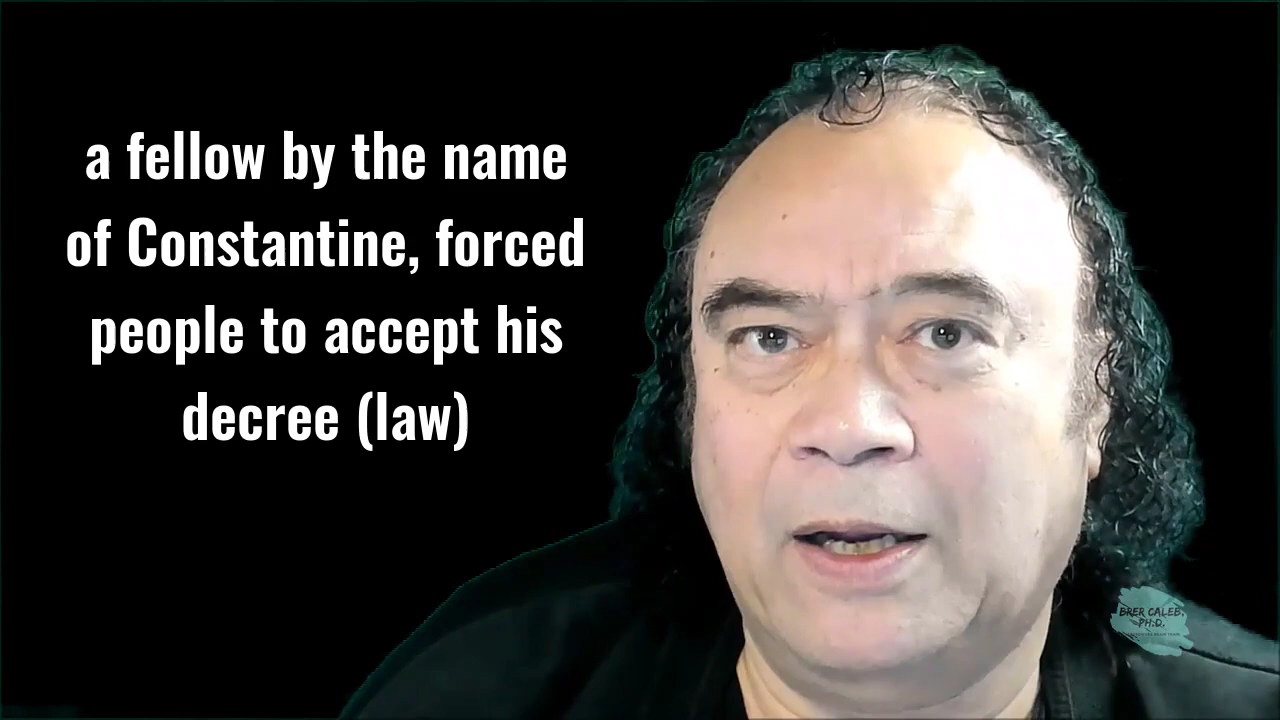 a fellow by the name
of Constantine, forced
people to accept his
decree (law)
BRER CALEB,
PH.D.